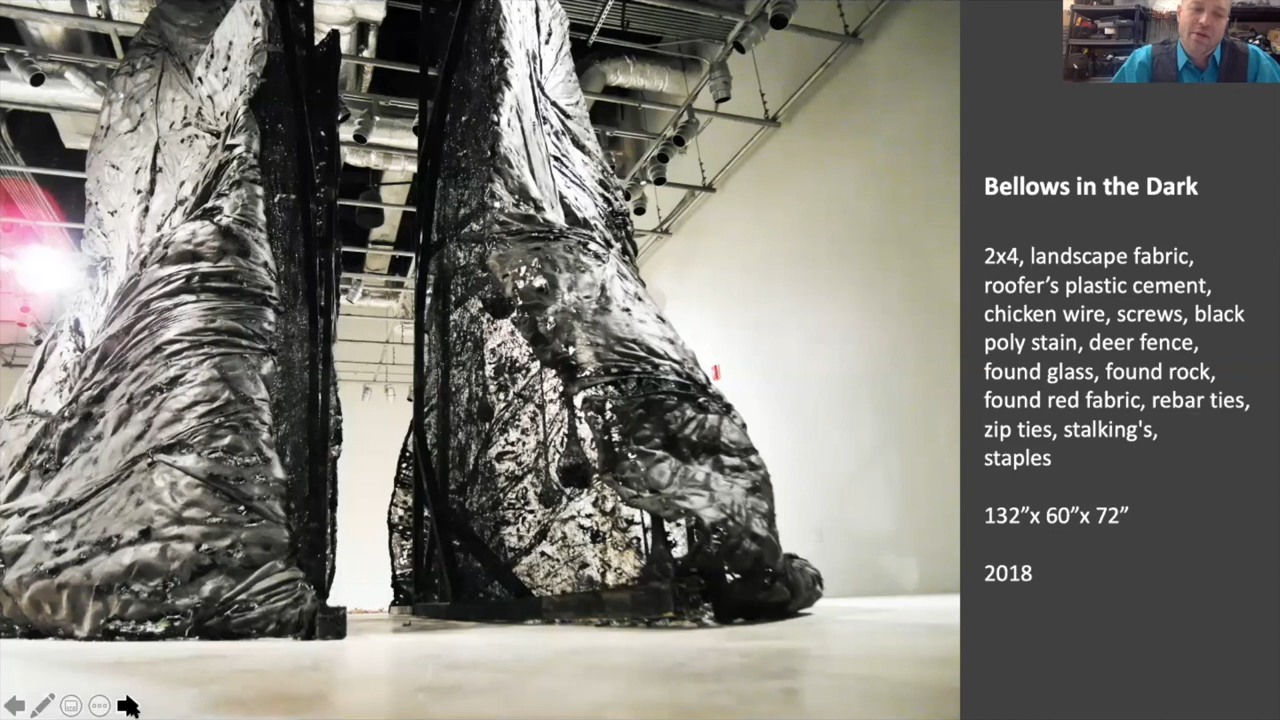 Bellows in the Dark
2x4, landscape fabric,
roofer’s plastic cement,
chicken wire, screws, black
poly stain, deer fence,
found glass, found rock,
found red fabric, rebar ties,
zip ties, stalking's,
staples
132”x 60”x 72”
2018